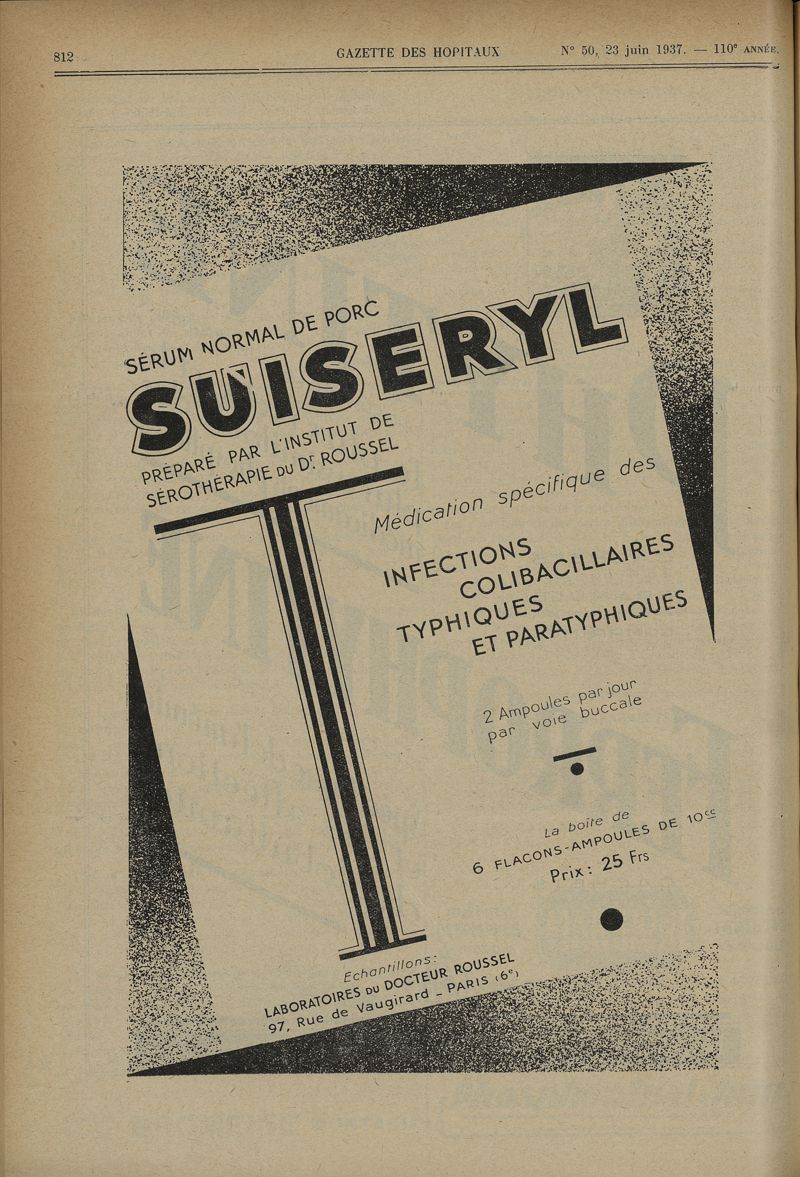 812
GAZETTE DES HOPITAUX
N° 50, 23 juin 1937. — 110e ANNÉE.
SÉRUM NORMAL DE PORC
SUISERYL
PRÉPARÉ PAR L'INSTITUT DE
SÉROTHÉRAPIE DU Dr. ROUSSEL
Médication spécifique des
INFECTIONS
COLIBACILLAIRES
TYPHIQUES
ET PARATYPHIQUES
2 Ampoules par jour
par voie buccale
La boîte de
6 FLACONS-AMPOULES DE 10cc
Prix: 25 Frs
Echantillons:
LABORATOIRES DU DOCTEUR ROUSSEL
97, Rue de Vaugirard - PARIS (6e)